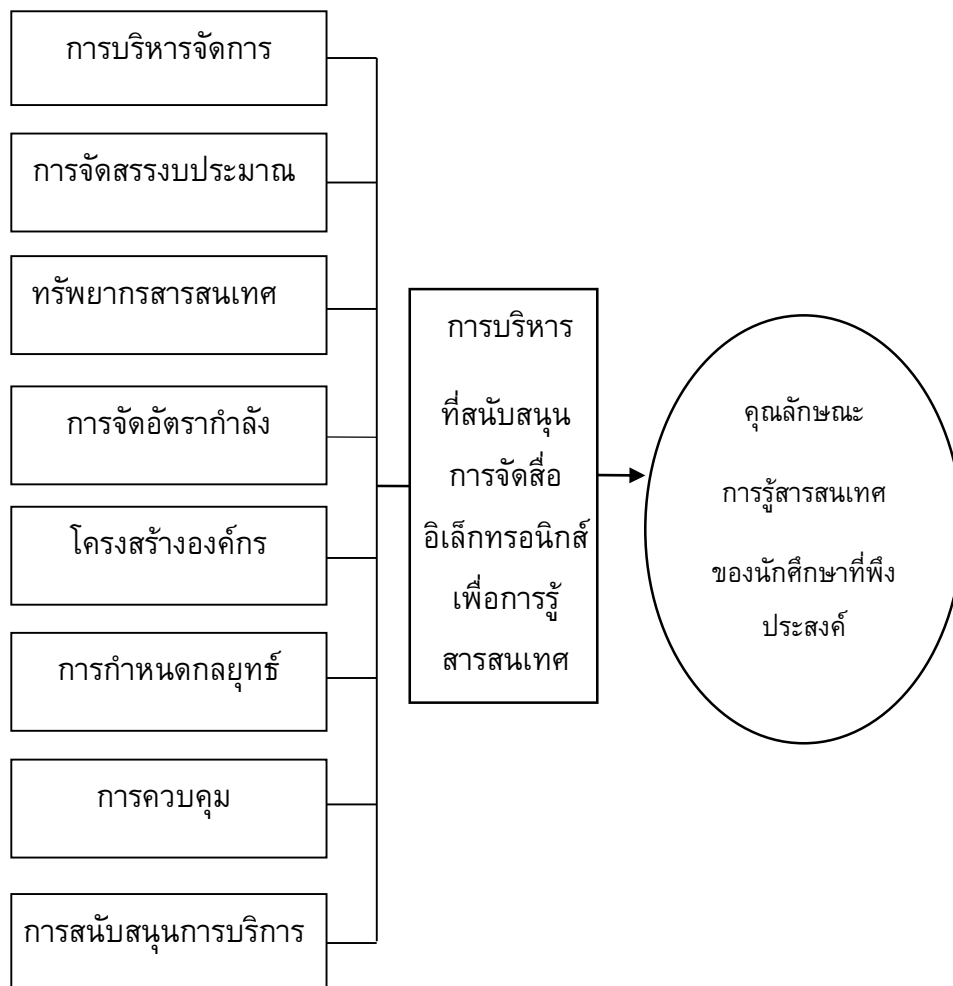 การบริหารจัดการ
การจัดสรรงบประมาณ
ทรัพยากรสารสนเทศ
การจัดอัตรากำลัง
โครงสร้างองค์กร
การกำหนดกลยุทธ์
การควบคุม
การสนับสนุนการบริการ
การบริหาร
ที่สนับสนุน
การจัดสื่อ
อิเล็กทรอนิกส์
เพื่อการรู้
สารสนเทศ
คุณลักษณะ
การรู้สารสนเทศ
ของนักศึกษาที่พึง
ประสงค์